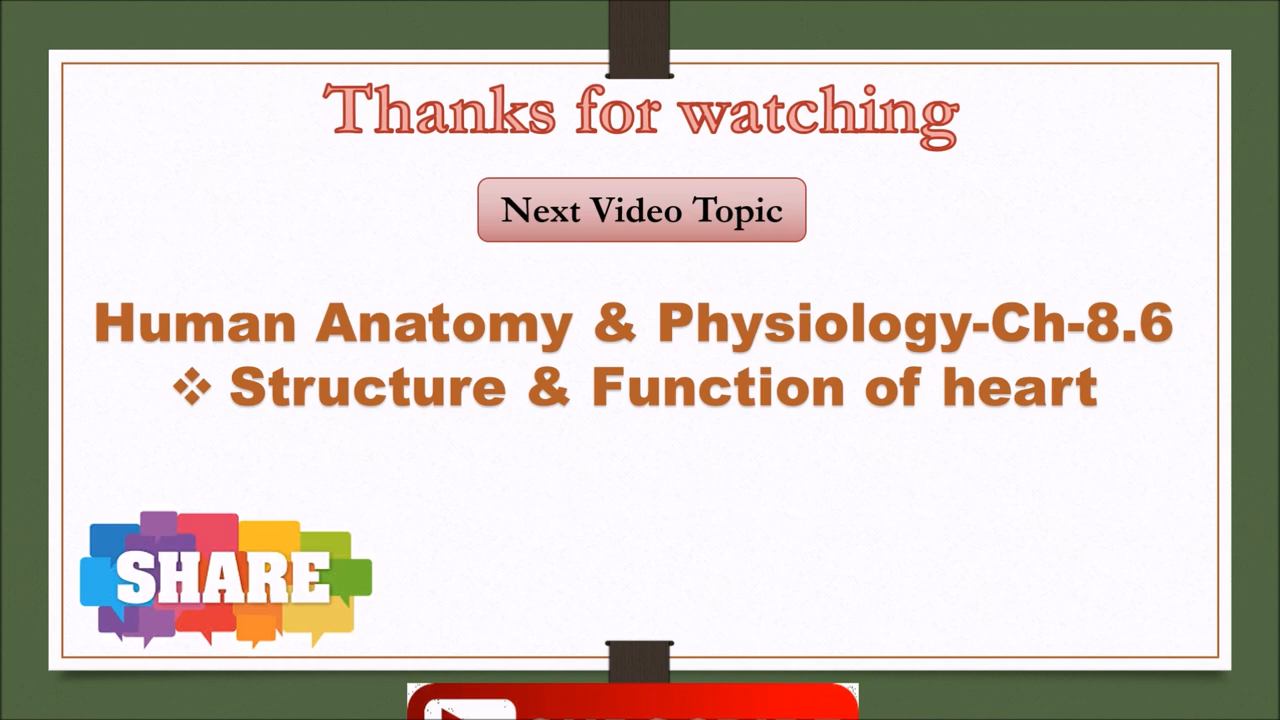 Thanks for watching
Next Video Topic
Human Anatomy & Physiology-Ch-8.6
❖ Structure & Function of heart
SHARE